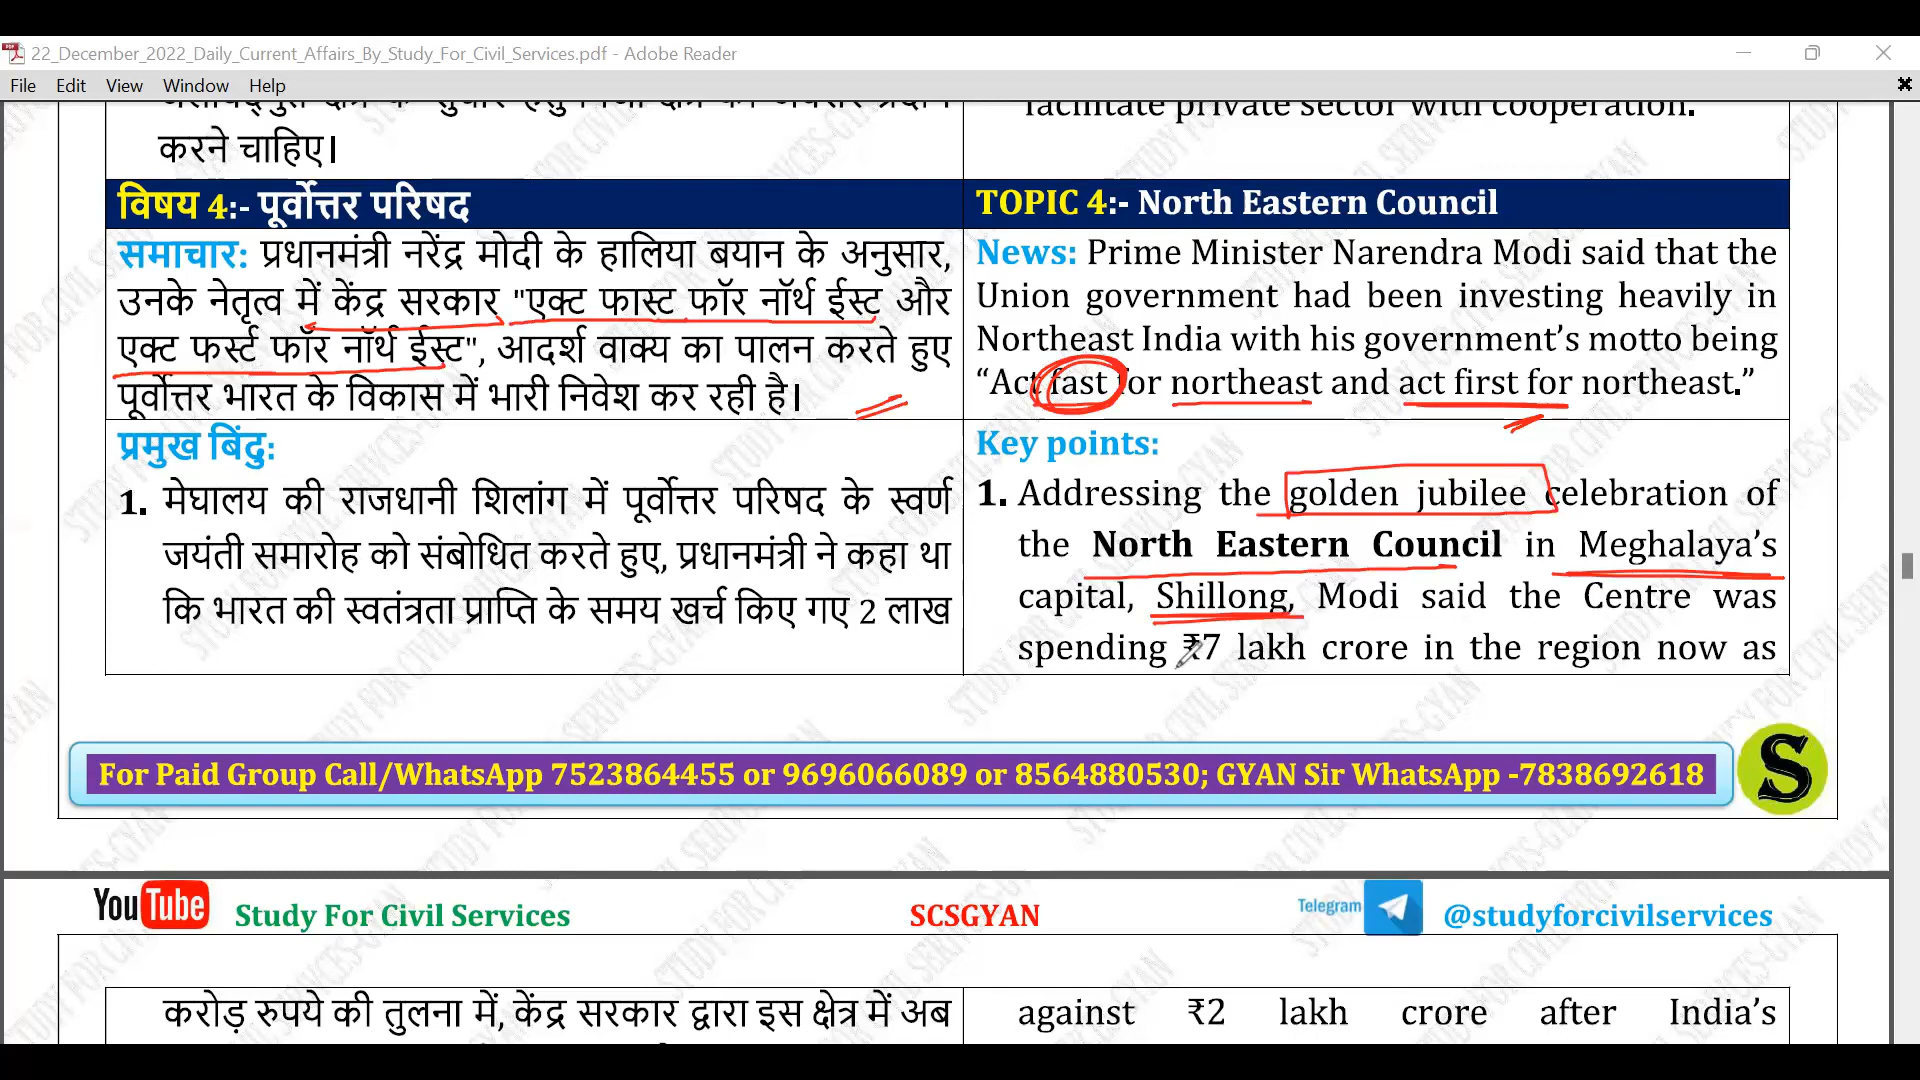 22_December_2022_Daily_Current_Affairs_By_Study_For_Civil_Services.pdf - Adobe Reader
File Edit View Window Help
करने चाहिए।
facilitate private sector with cooperation.
विषय 4:- पूर्वोत्तर परिषद
समाचार: प्रधानमंत्री नरेंद्र मोदी के हालिया बयान के अनुसार,
उनके नेतृत्व में केंद्र सरकार "एक्ट फास्ट फॉर नॉर्थ ईस्ट और
एक्ट फर्स्ट फॉर नॉर्थ ईस्ट", आदर्श वाक्य का पालन करते हुए
पूर्वोत्तर भारत के विकास में भारी निवेश कर रही है।
TOPIC 4:- North Eastern Council
News: Prime Minister Narendra Modi said that the
Union government had been investing heavily in
Northeast India with his government’s motto being
“Act fast for northeast and act first for northeast.”
प्रमुख बिंदु:
1. मेघालय की राजधानी शिलांग में पूर्वोत्तर परिषद के स्वर्ण
जयंती समारोह को संबोधित करते हुए, प्रधानमंत्री ने कहा था
कि भारत की स्वतंत्रता प्राप्ति के समय खर्च किए गए 2 लाख
Key points:
1. Addressing the golden jubilee celebration of
the North Eastern Council in Meghalaya’s
capital, Shillong, Modi said the Centre was
spending ₹7 lakh crore in the region now as
For Paid Group Call/WhatsApp 7523864455 or 9696066089 or 8564880530; GYAN Sir WhatsApp -7838692618
S
YouTube Study For Civil Services SCSGYAN Telegram @studyforcivilservices
करोड़ रुपये की तुलना में, केंद्र सरकार द्वारा इस क्षेत्र में अब
against ₹2 lakh crore after India’s